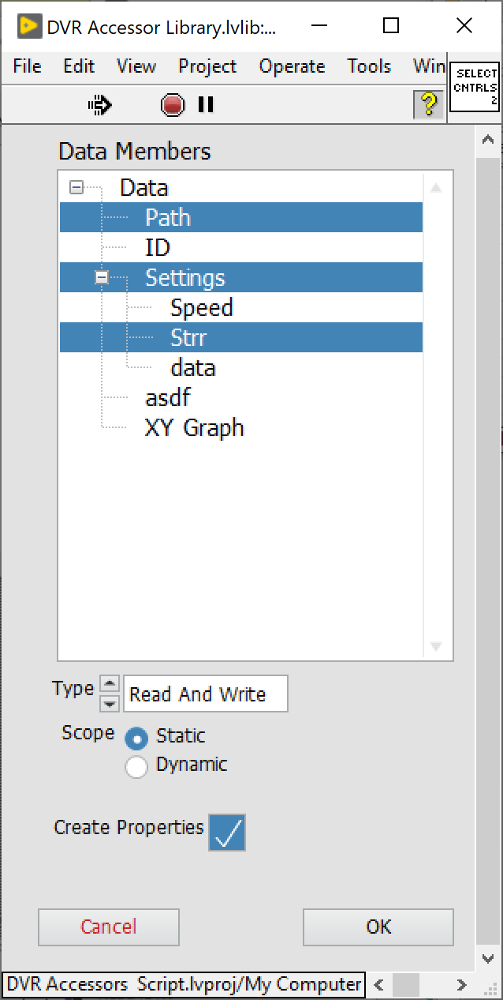 DVR Accessor Library.lvlib:...
File Edit View Project Operate Tools Win
SELECT
CNTRLS
2
?
Data Members
Data
Path
ID
Settings
Speed
Strr
data
asdf
XY Graph
Type Read And Write
Scope Static
Dynamic
Create Properties
Cancel OK
DVR Accessors Script.lvproj/My Computer